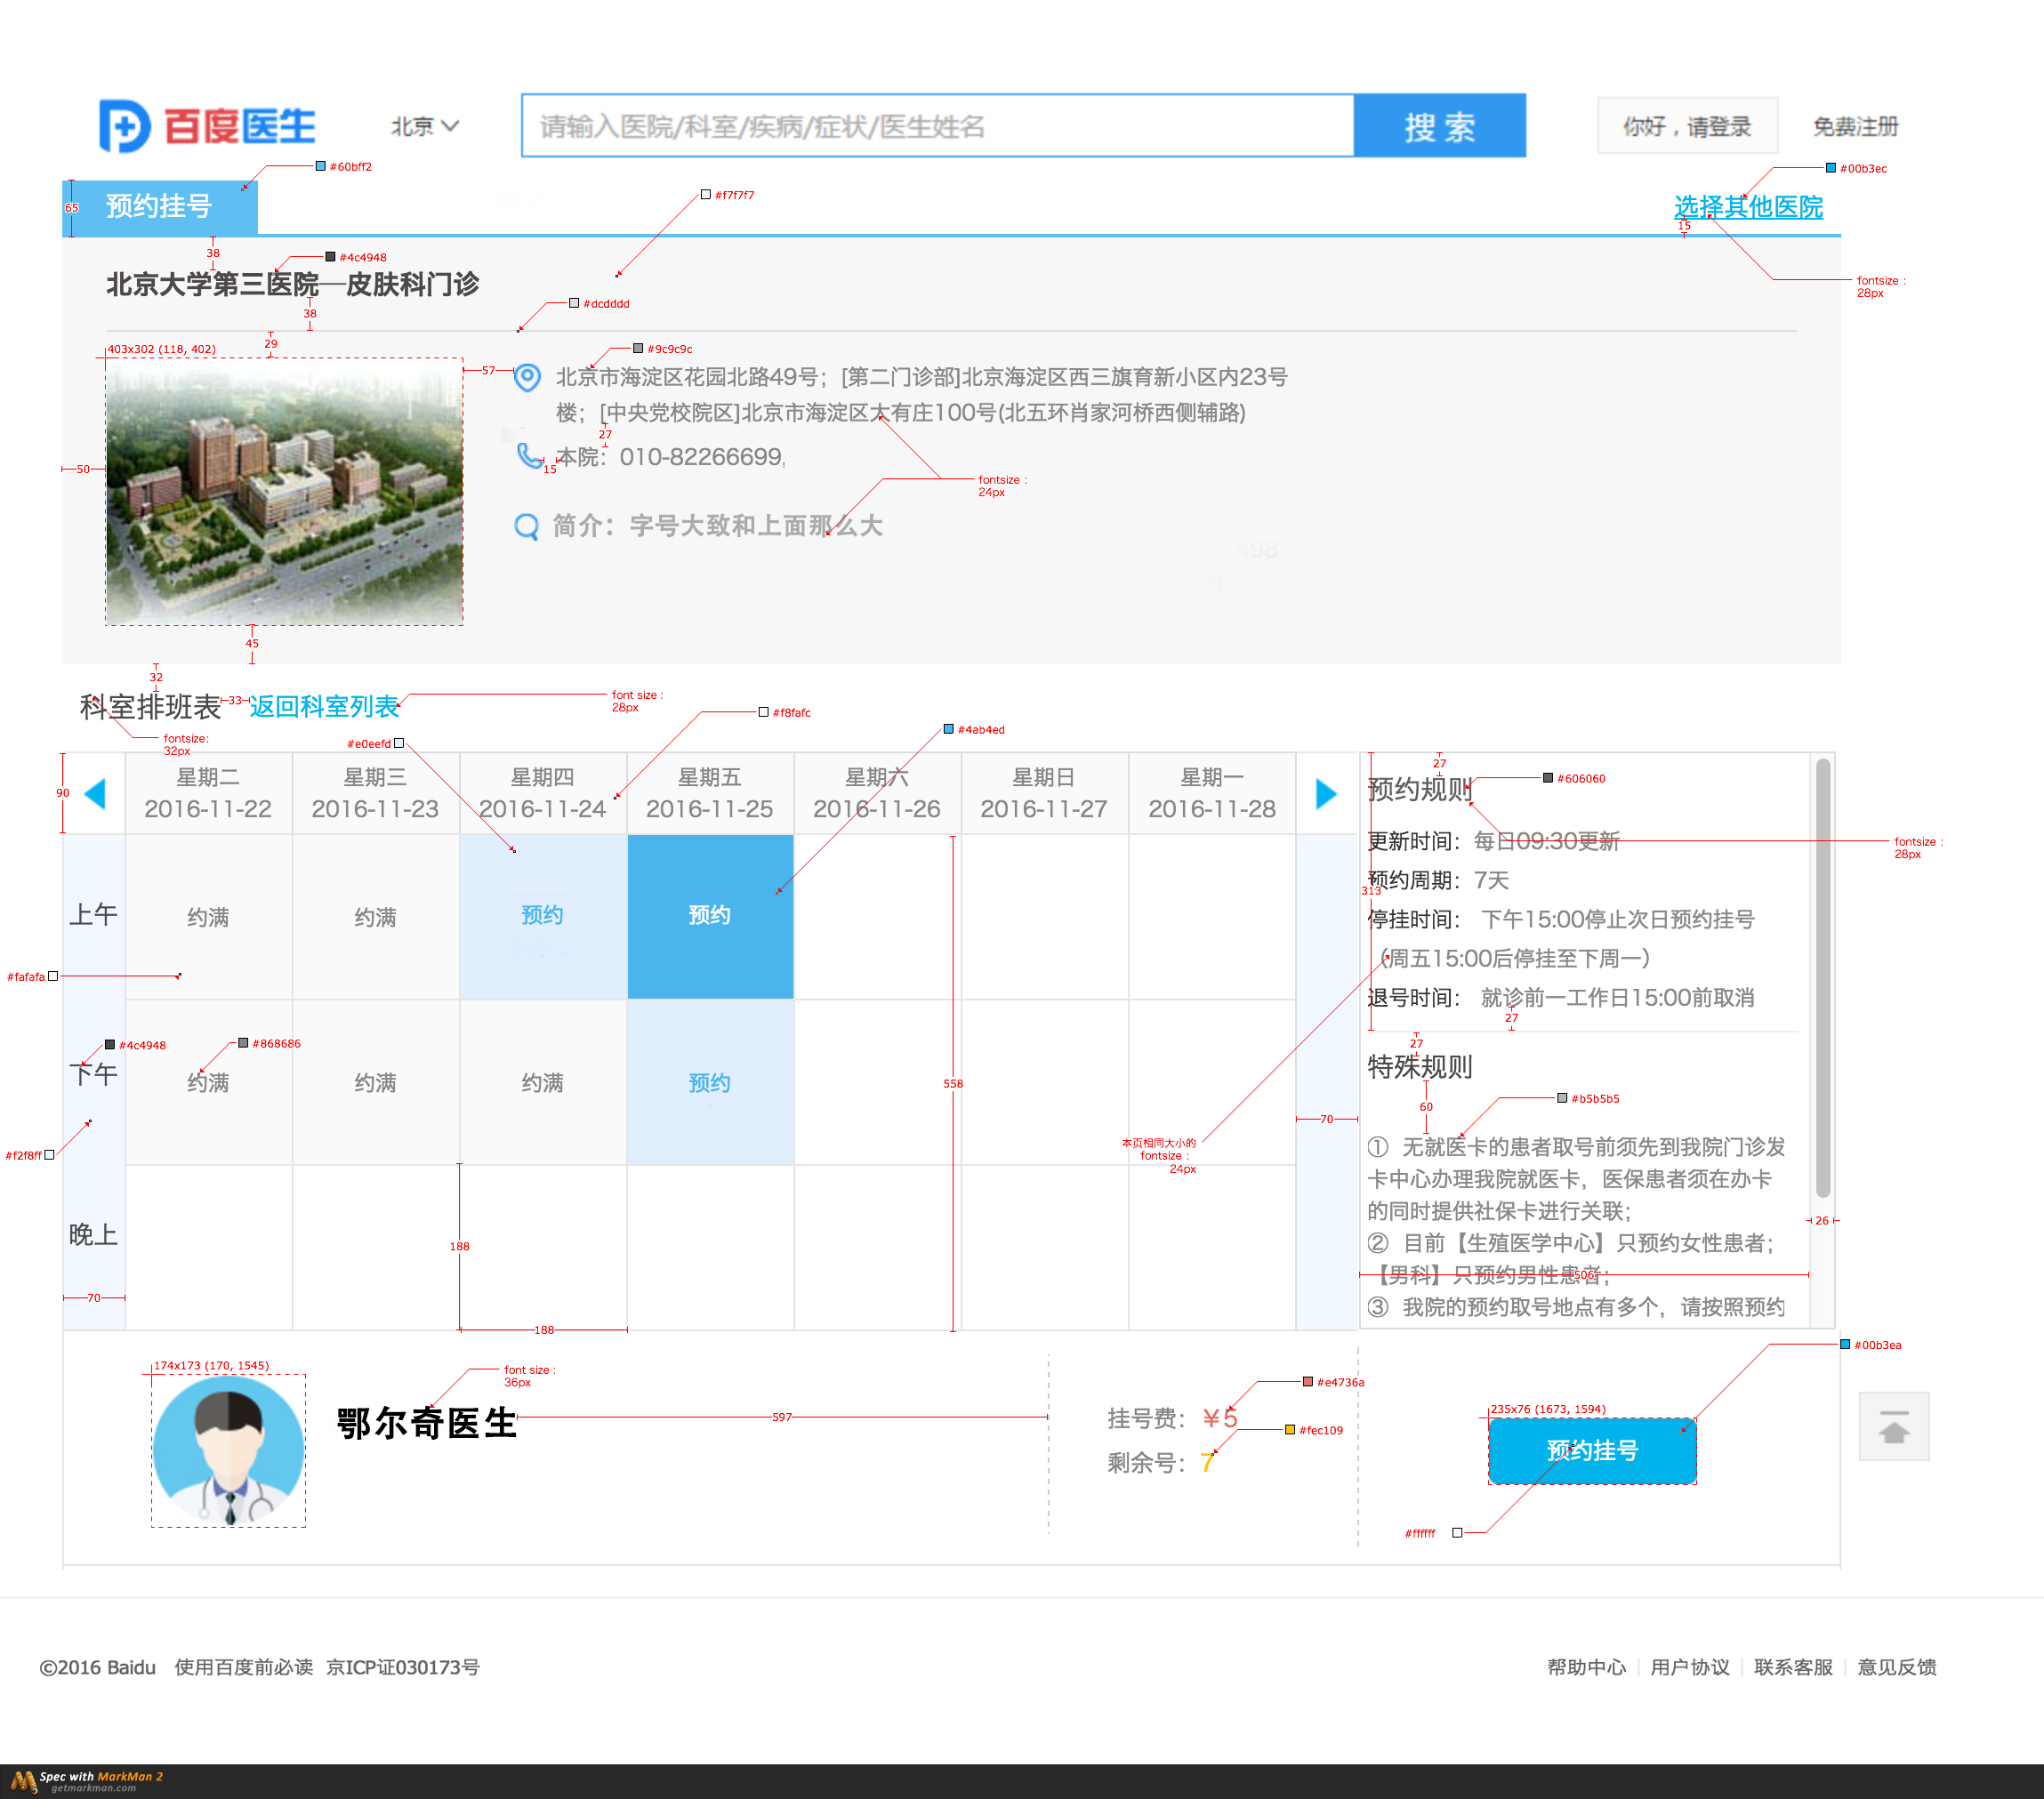 百度医生
北京
请输入医院/科室/疾病/症状/医生姓名
搜 索
你好，请登录
免费注册
#60bff2
#f7f7f7
#00b3ec
65
预约挂号
选择其他医院
15
38
#4c4948
fontsize：
28px
北京大学第三医院—皮肤科门诊
38
#dcdddd
29
403x302 (118, 402)
#9c9c9c
57
北京市海淀区花园北路49号；[第二门诊部]北京海淀区西三旗育新小区内23号
楼；[中央党校院区]北京市海淀区大有庄100号(北五环肖家河桥西侧辅路)
27
50
15
本院：010-82266699,
fontsize：
24px
简介：字号大致和上面那么大
498
45
32
科室排班表
33
返回科室列表
font size：
28px
#f8fafc
fontsize:
32px
#e0eefd
#4ab4ed
90
星期二
2016-11-22
星期三
2016-11-23
星期四
2016-11-24
星期五
2016-11-25
星期六
2016-11-26
星期日
2016-11-27
星期一
2016-11-28
27
预约规则
#606060
更新时间：每日09:30更新
fontsize：
28px
预约周期：7天
313
停挂时间： 下午15:00停止次日预约挂号
（周五15:00后停挂至下周一）
退号时间： 就诊前一工作日15:00前取消
27
上午
约满
约满
预约
预约
#fafafa
27
特殊规则
60
#b5b5b5
#4c4948
#868686
下午
约满
约满
约满
预约
558
70
本页相同大小的
fontsize：
24px
#f2f8ff
① 无就医卡的患者取号前须先到我院门诊发
卡中心办理我院就医卡，医保患者须在办卡
的同时提供社保卡进行关联；
② 目前【生殖医学中心】只预约女性患者；
【男科】只预约男性患者；
③ 我院的预约取号地点有多个，请按照预约
26
506
晚上
188
70
188
174x173 (170, 1545)
font size：
36px
鄂尔奇医生
597
挂号费：￥5
#e4736a
剩余号：7
#fec109
#00b3ea
235x76 (1673, 1594)
预约挂号
#ffffff
©2016 Baidu 使用百度前必读 京ICP证030173号
帮助中心 | 用户协议 | 联系客服 | 意见反馈
Spec with MarkMan 2
getmarkman.com